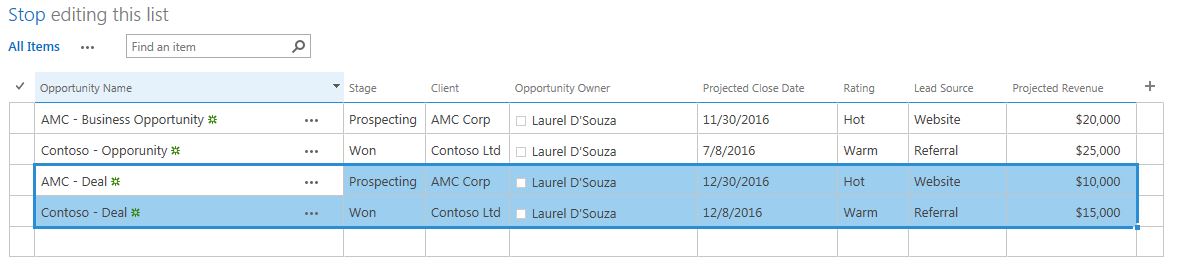 Stop editing this list
All Items ••• Find an item
Opportunity Name Stage Client Opportunity Owner Projected Close Date Rating Lead Source Projected Revenue +
AMC - Business Opportunity ••• Prospecting AMC Corp Laurel D'Souza 11/30/2016 Hot Website $20,000
Contoso - Opporunity ••• Won Contoso Ltd Laurel D'Souza 7/8/2016 Warm Referral $25,000
AMC - Deal ••• Prospecting AMC Corp Laurel D'Souza 12/30/2016 Hot Website $10,000
Contoso - Deal ••• Won Contoso Ltd Laurel D'Souza 12/8/2016 Warm Referral $15,000